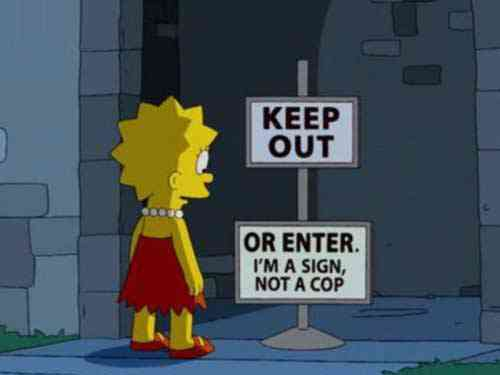 KEEP
OUT
OR ENTER.
I'M A SIGN,
NOT A COP